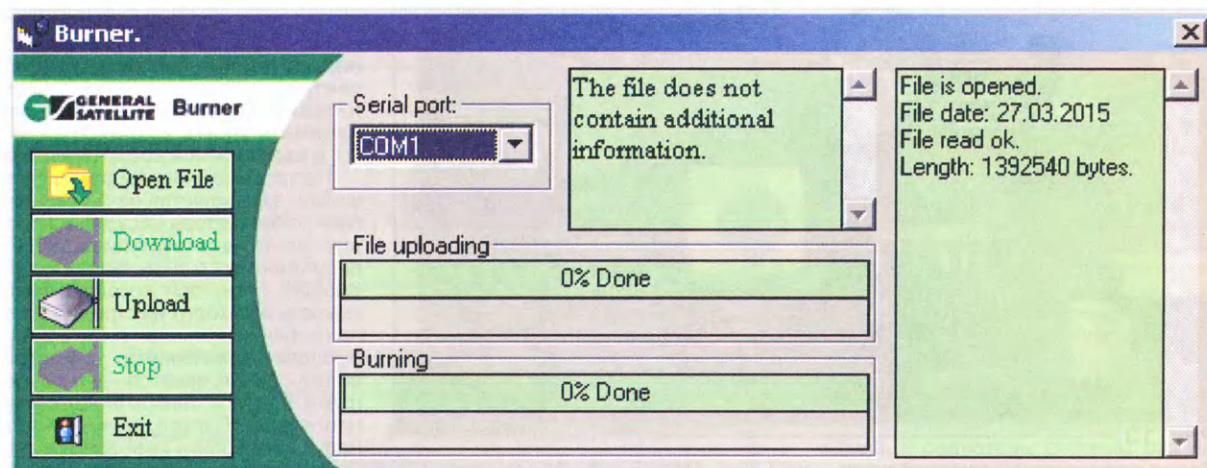 Burner.
GENERAL
SATELLITE
Burner
Open File
Download
Upload
Stop
Exit
Serial port:
COM1
The file does not
contain additional
information.
File uploading
0% Done
Burning
0% Done
File is opened.
File date: 27.03.2015
File read ok.
Length: 1392540 bytes.